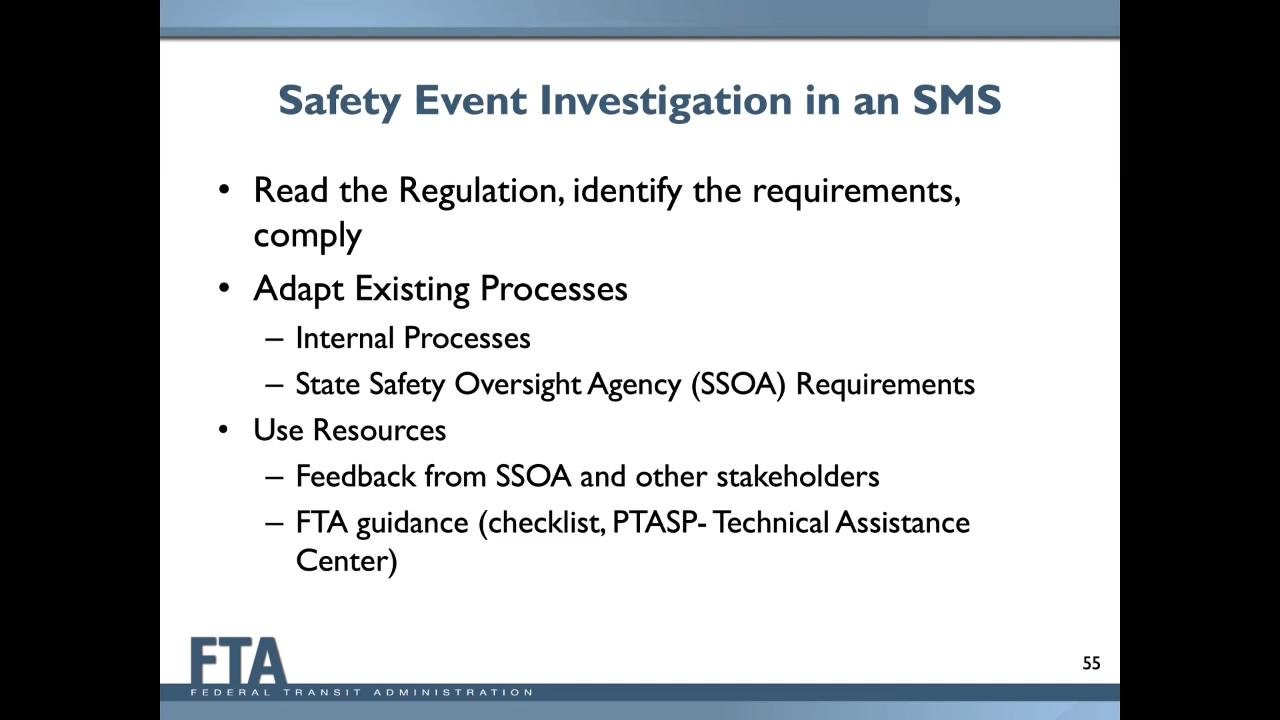 Safety Event Investigation in an SMS
• Read the Regulation, identify the requirements,
comply
• Adapt Existing Processes
– Internal Processes
– State Safety Oversight Agency (SSOA) Requirements
• Use Resources
– Feedback from SSOA and other stakeholders
– FTA guidance (checklist, PTASP- Technical Assistance
Center)
FTA
FEDERAL TRANSIT ADMINISTRATION
55